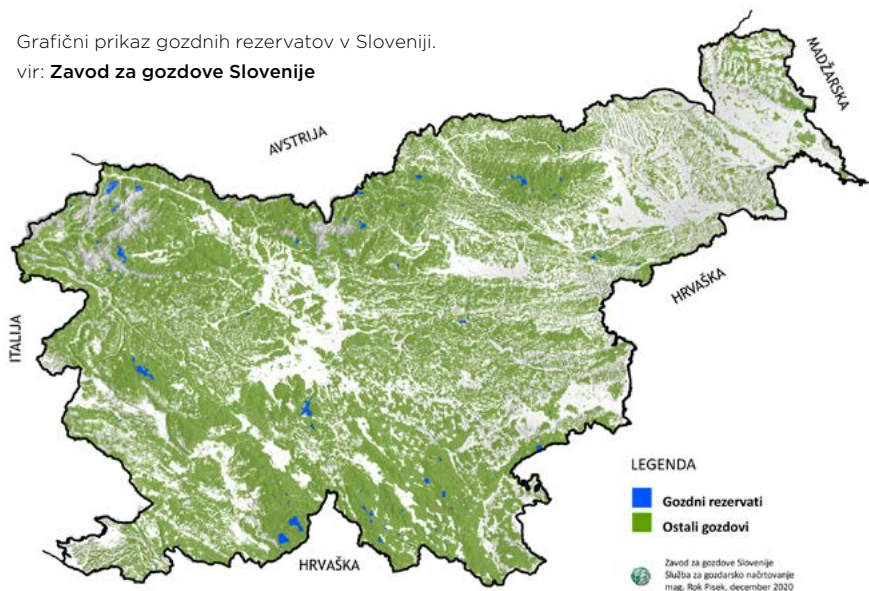 Grafični prikaz gozdnih rezervatov v Sloveniji.
vir: Zavod za gozdove Slovenije
MADŽARSKA
AVSTRIJA
HRVAŠKA
ITALIJA
LEGENDA
Gozdni rezervati
Ostali gozdovi
HRVAŠKA
Zavod za gozdove Slovenije
Služba za gozdarsko načrtovanje
mag. Rok Pisek, december 2020